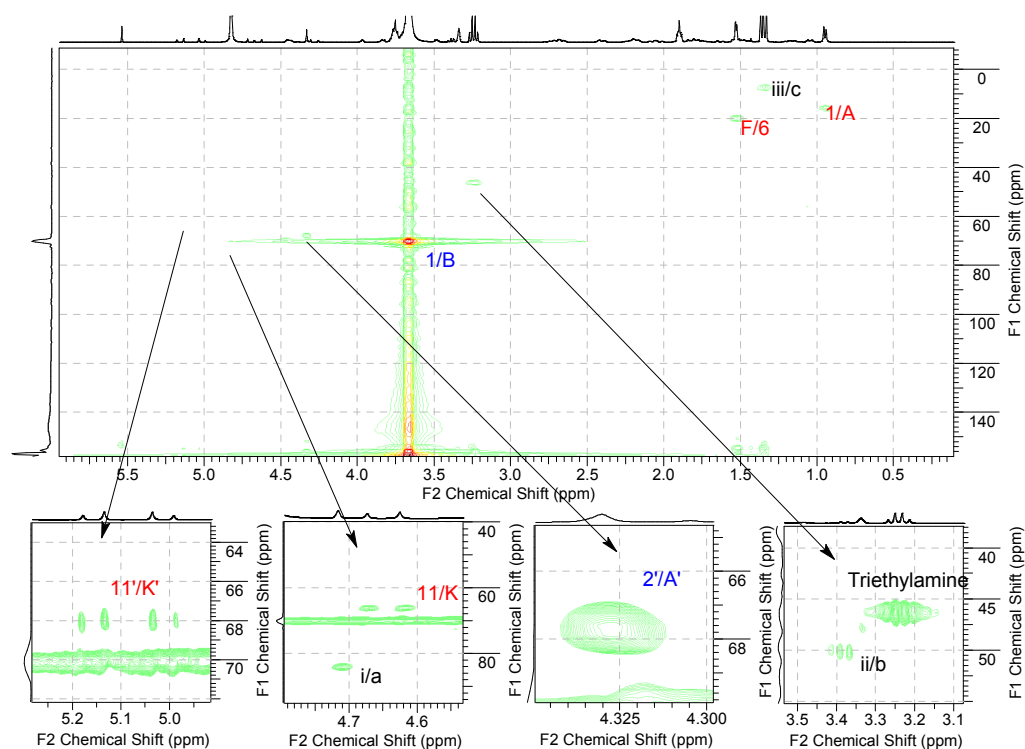 iii/c
1/A
F/6
1/B
0
20
40
60
80
100
120
140
F1 Chemical Shift (ppm)
5.5 5.0 4.5 4.0 3.5 3.0 2.5 2.0 1.5 1.0 0.5
F2 Chemical Shift (ppm)
11'/K'
64
66
68
70
F1 Chemical Shift (ppm)
5.2 5.1 5.0
F2 Chemical Shift (ppm)
11/K
i/a
40
60
80
F1 Chemical Shift (ppm)
4.7 4.6
F2 Chemical Shift (ppm)
2'/A'
66
68
F1 Chemical Shift (ppm)
4.325 4.300
F2 Chemical Shift (ppm)
Triethylamine
ii/b
40
45
50
F1 Chemical Shift (ppm)
3.5 3.4 3.3 3.2 3.1
F2 Chemical Shift (ppm)